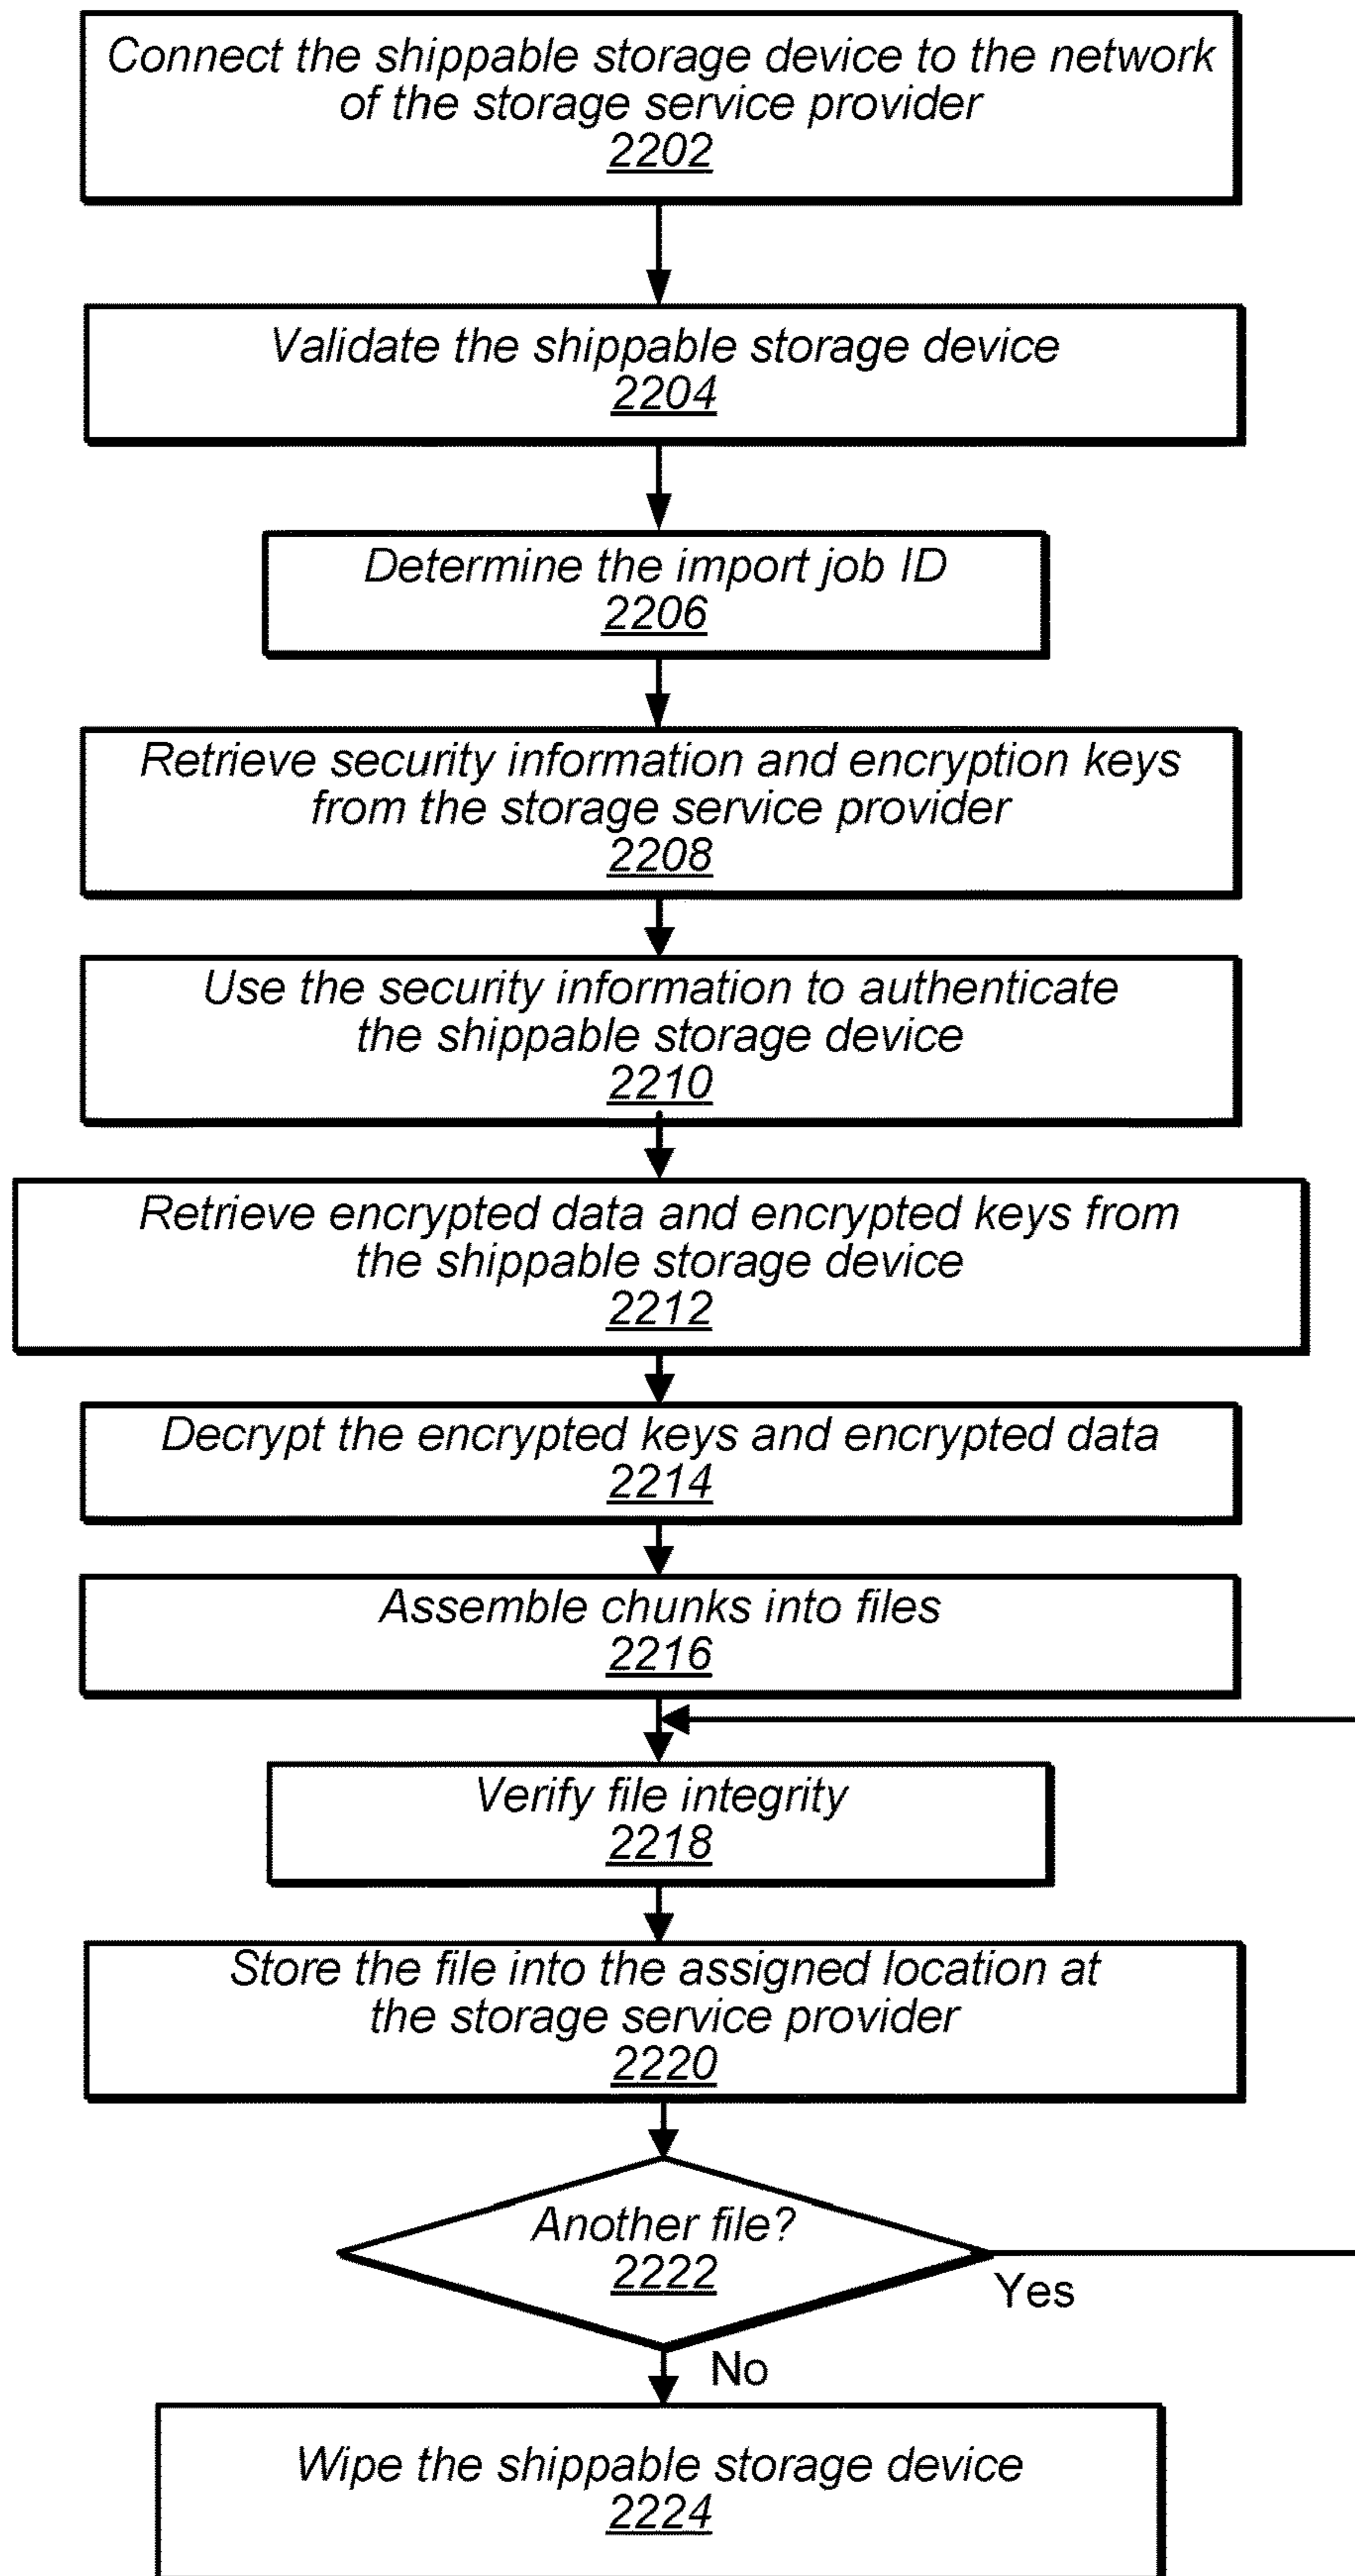 Connect the shippable storage device to the network
of the storage service provider
2202
Validate the shippable storage device
2204
Determine the import job ID
2206
Retrieve security information and encryption keys
from the storage service provider
2208
Use the security information to authenticate
the shippable storage device
2210
Retrieve encrypted data and encrypted keys from
the shippable storage device
2212
Decrypt the encrypted keys and encrypted data
2214
Assemble chunks into files
2216
Verify file integrity
2218
Store the file into the assigned location at
the storage service provider
2220
Another file?
2222
Yes
No
Wipe the shippable storage device
2224